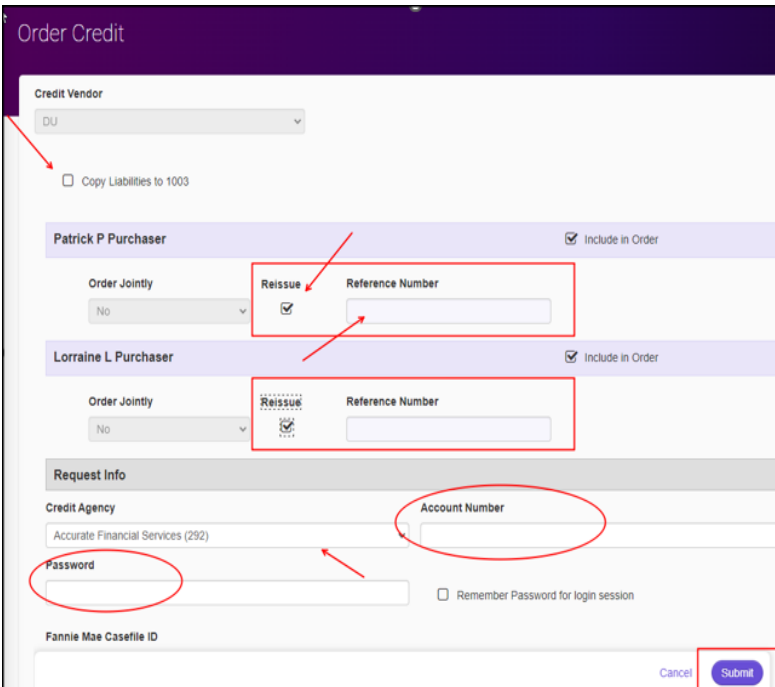 Order Credit
Credit Vendor
DU
Copy Liabilities to 1003
Patrick P Purchaser Include in Order
Order Jointly Reissue Reference Number
No
Lorraine L Purchaser Include in Order
Order Jointly Reissue Reference Number
No
Request Info
Credit Agency Account Number
Accurate Financial Services (292)
Password
Remember Password for login session
Fannie Mae Casefile ID
Cancel Submit